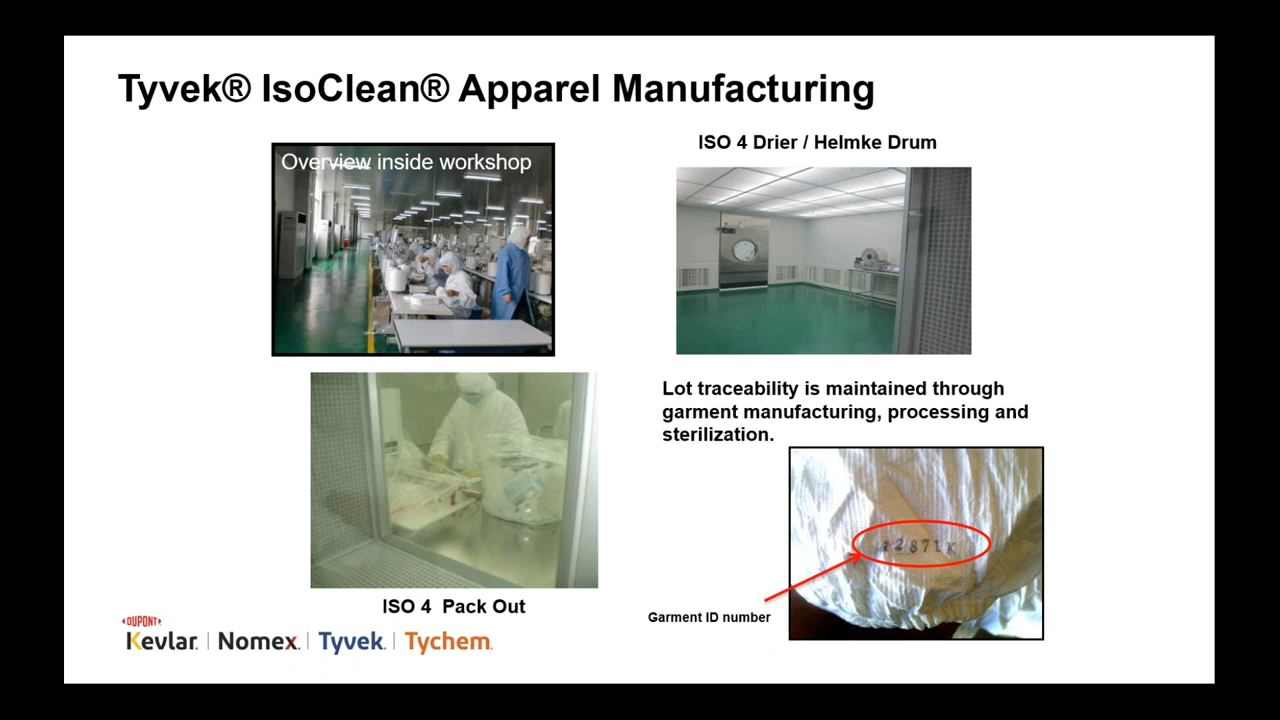 Tyvek® IsoClean® Apparel Manufacturing
Overview inside workshop
ISO 4 Drier / Helmke Drum
Lot traceability is maintained through
garment manufacturing, processing and
sterilization.
ISO 4 Pack Out
Garment ID number
DUPONT
Kevlar. | Nomex. | Tyvek. | Tychem.